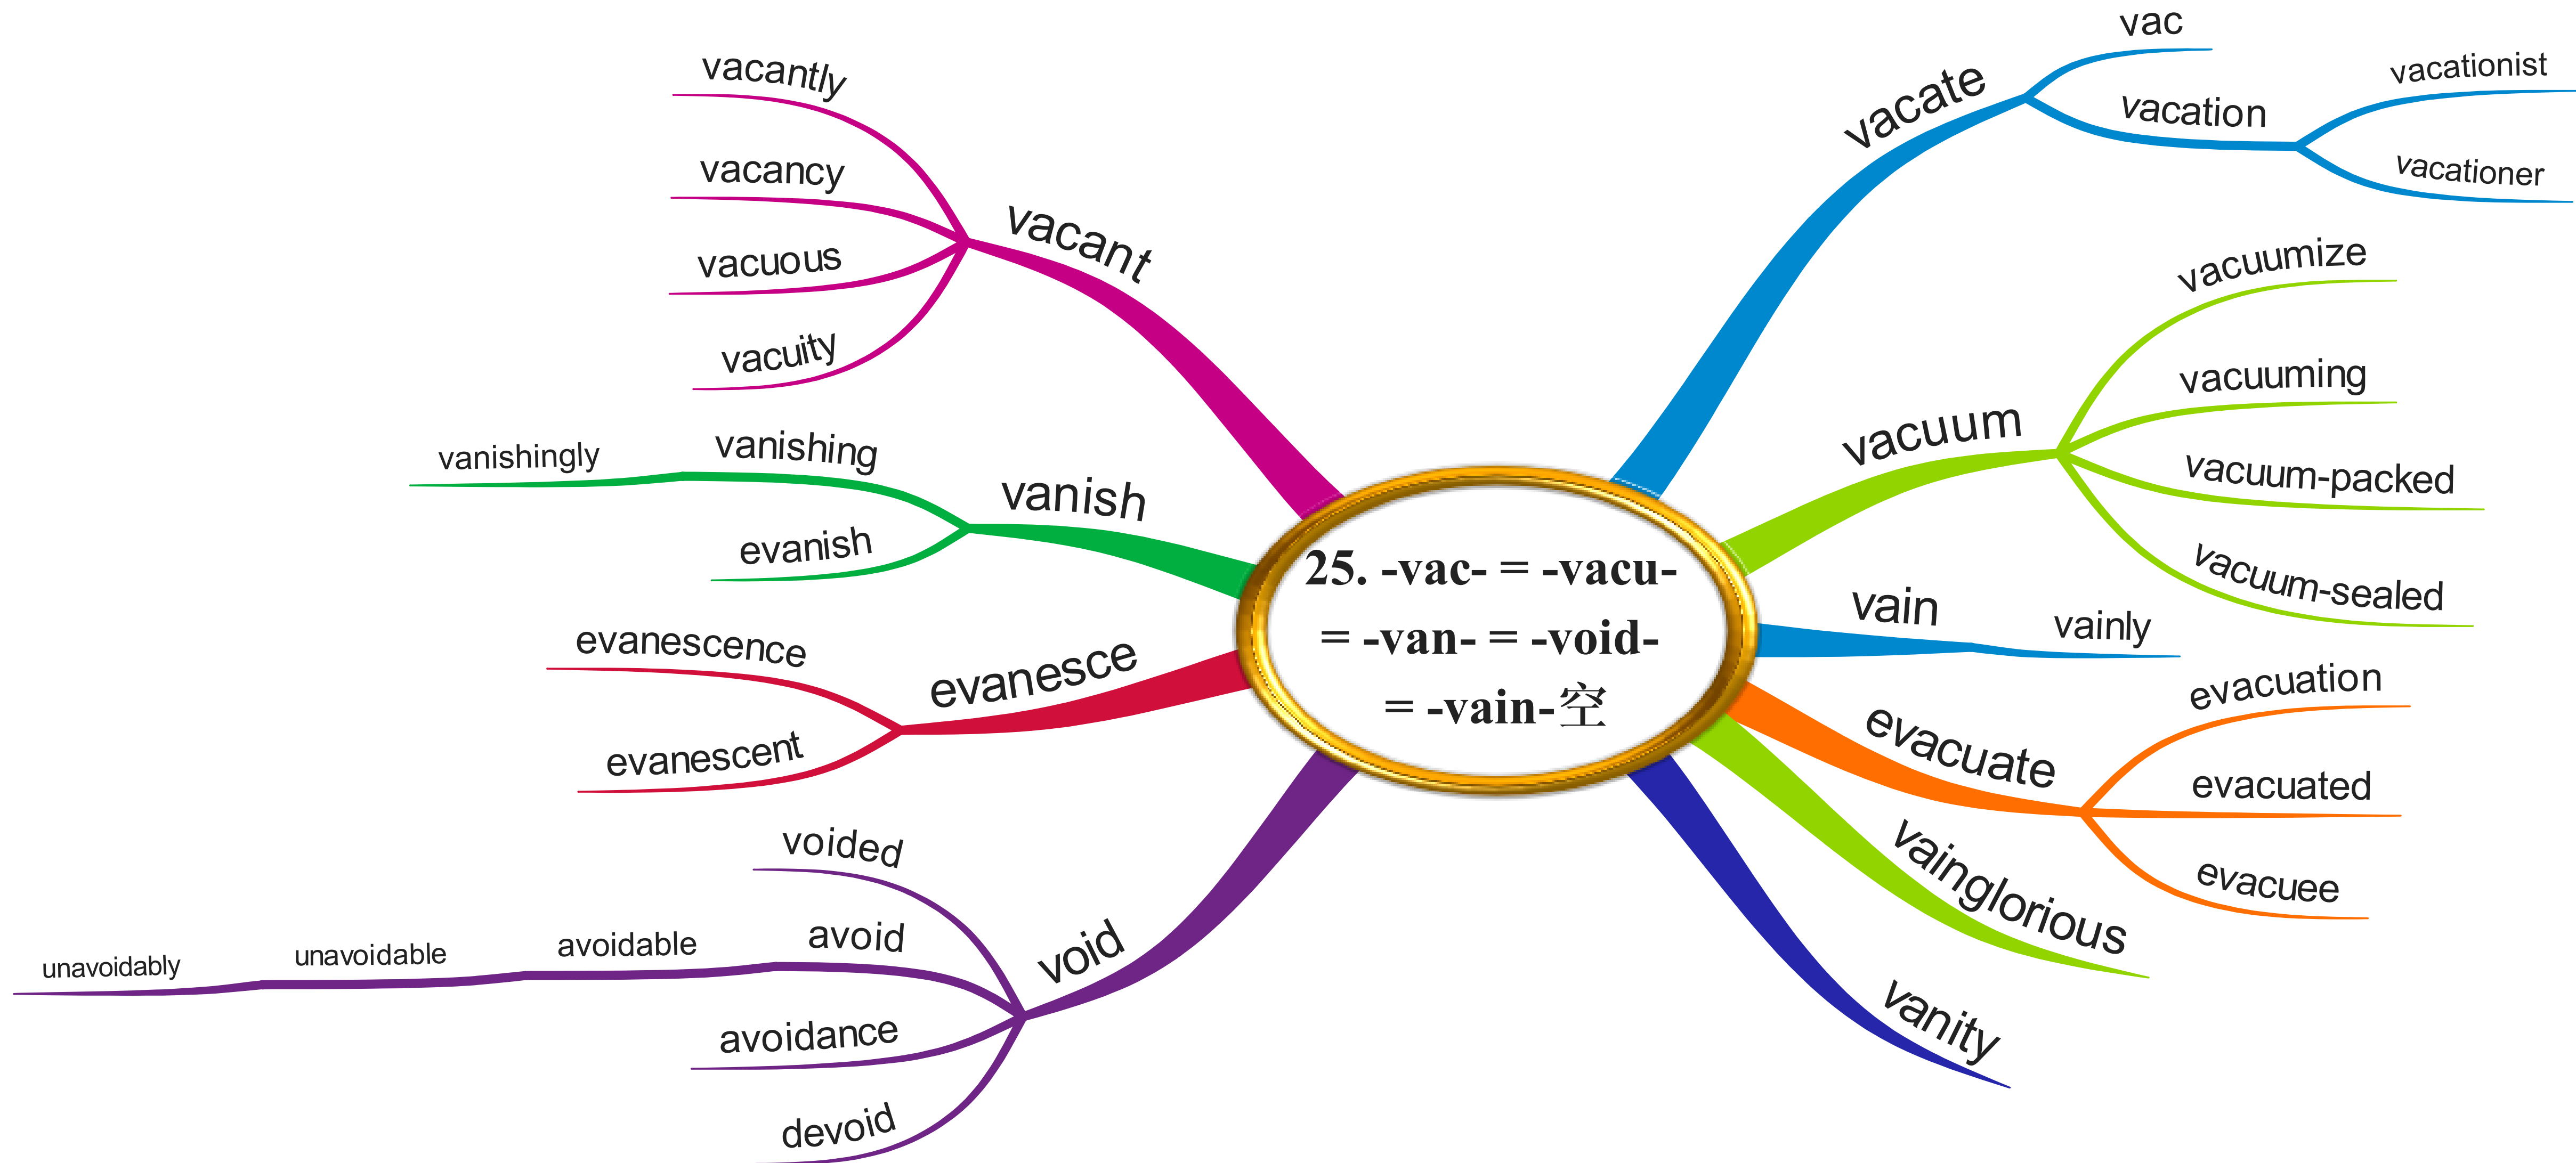 25. -vac- = -vacu-
= -van- = -void-
= -vain-空
vacate
vac
vacation
vacationist
vacationer
vacuum
vacuumize
vacuuming
vacuum-packed
vacuum-sealed
vain
vainly
evacuate
evacuation
evacuated
evacuee
vainglorious
vanity
vacant
vacantly
vacancy
vacuous
vacuity
vanish
vanishing
vanishingly
evanish
evanesce
evanescence
evanescent
void
voided
avoid
avoidable
unavoidable
unavoidably
avoidance
devoid